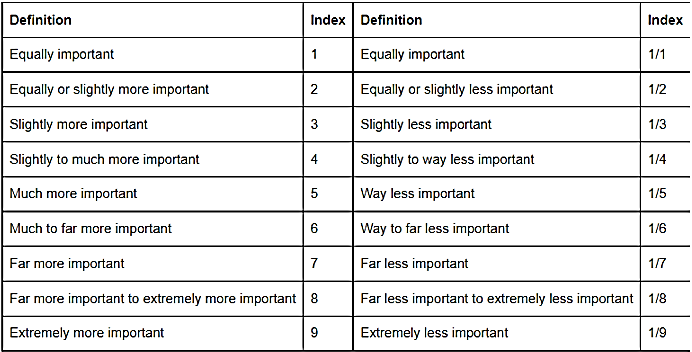 Definition Index Definition Index
Equally important 1 Equally important 1/1
Equally or slightly more important 2 Equally or slightly less important 1/2
Slightly more important 3 Slightly less important 1/3
Slightly to much more important 4 Slightly to way less important 1/4
Much more important 5 Way less important 1/5
Much to far more important 6 Way to far less important 1/6
Far more important 7 Far less important 1/7
Far more important to extremely more important 8 Far less important to extremely less important 1/8
Extremely more important 9 Extremely less important 1/9